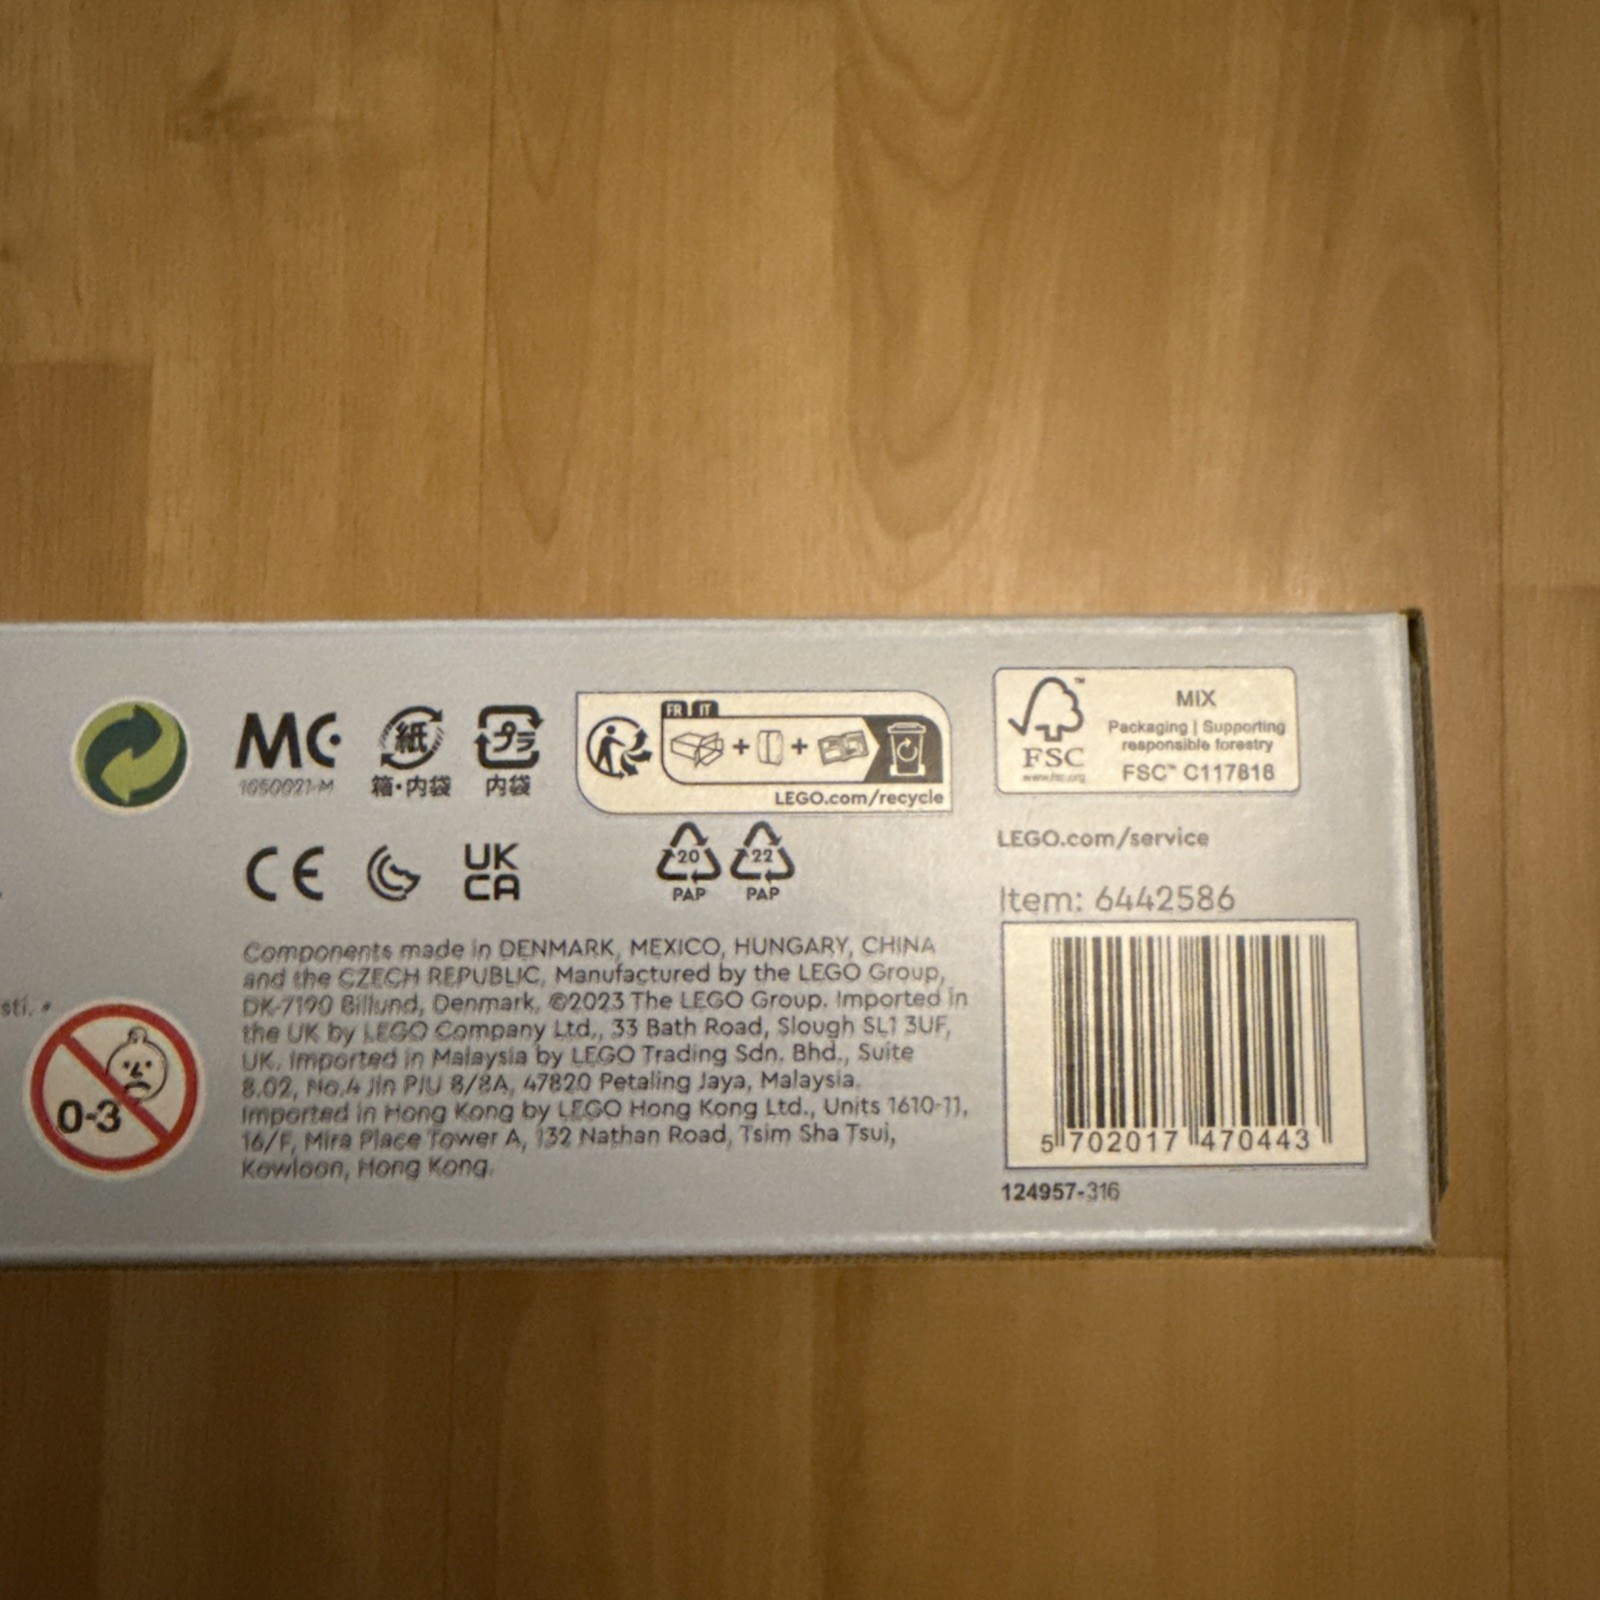 MC
1050021-M
紙
箱・内袋
プラ
内袋
FR IT
LEGO.com/recycle
FSC™
www.fsc.org
MIX
Packaging | Supporting
responsible forestry
FSC™ C117818
CE
UK
CA
20
PAP
22
PAP
LEGO.com/service
Item: 6442586
Components made in DENMARK, MEXICO, HUNGARY, CHINA
and the CZECH REPUBLIC, Manufactured by the LEGO Group,
DK-7190 Billund, Denmark, ©2023 The LEGO Group. Imported in
the UK by LEGO Company Ltd., 33 Bath Road, Slough SL1 3UF,
UK. Imported in Malaysia by LEGO Trading Sdn. Bhd., Suite
8.02, No.4 Jln PJU 8/8A, 47820 Petaling Jaya, Malaysia.
Imported in Hong Kong by LEGO Hong Kong Ltd., Units 1610-11,
16/F, Mira Place Tower A, 132 Nathan Road, Tsim Sha Tsui,
Kowloon, Hong Kong.
sti. •
0-3
5 702017 470443
124957-316